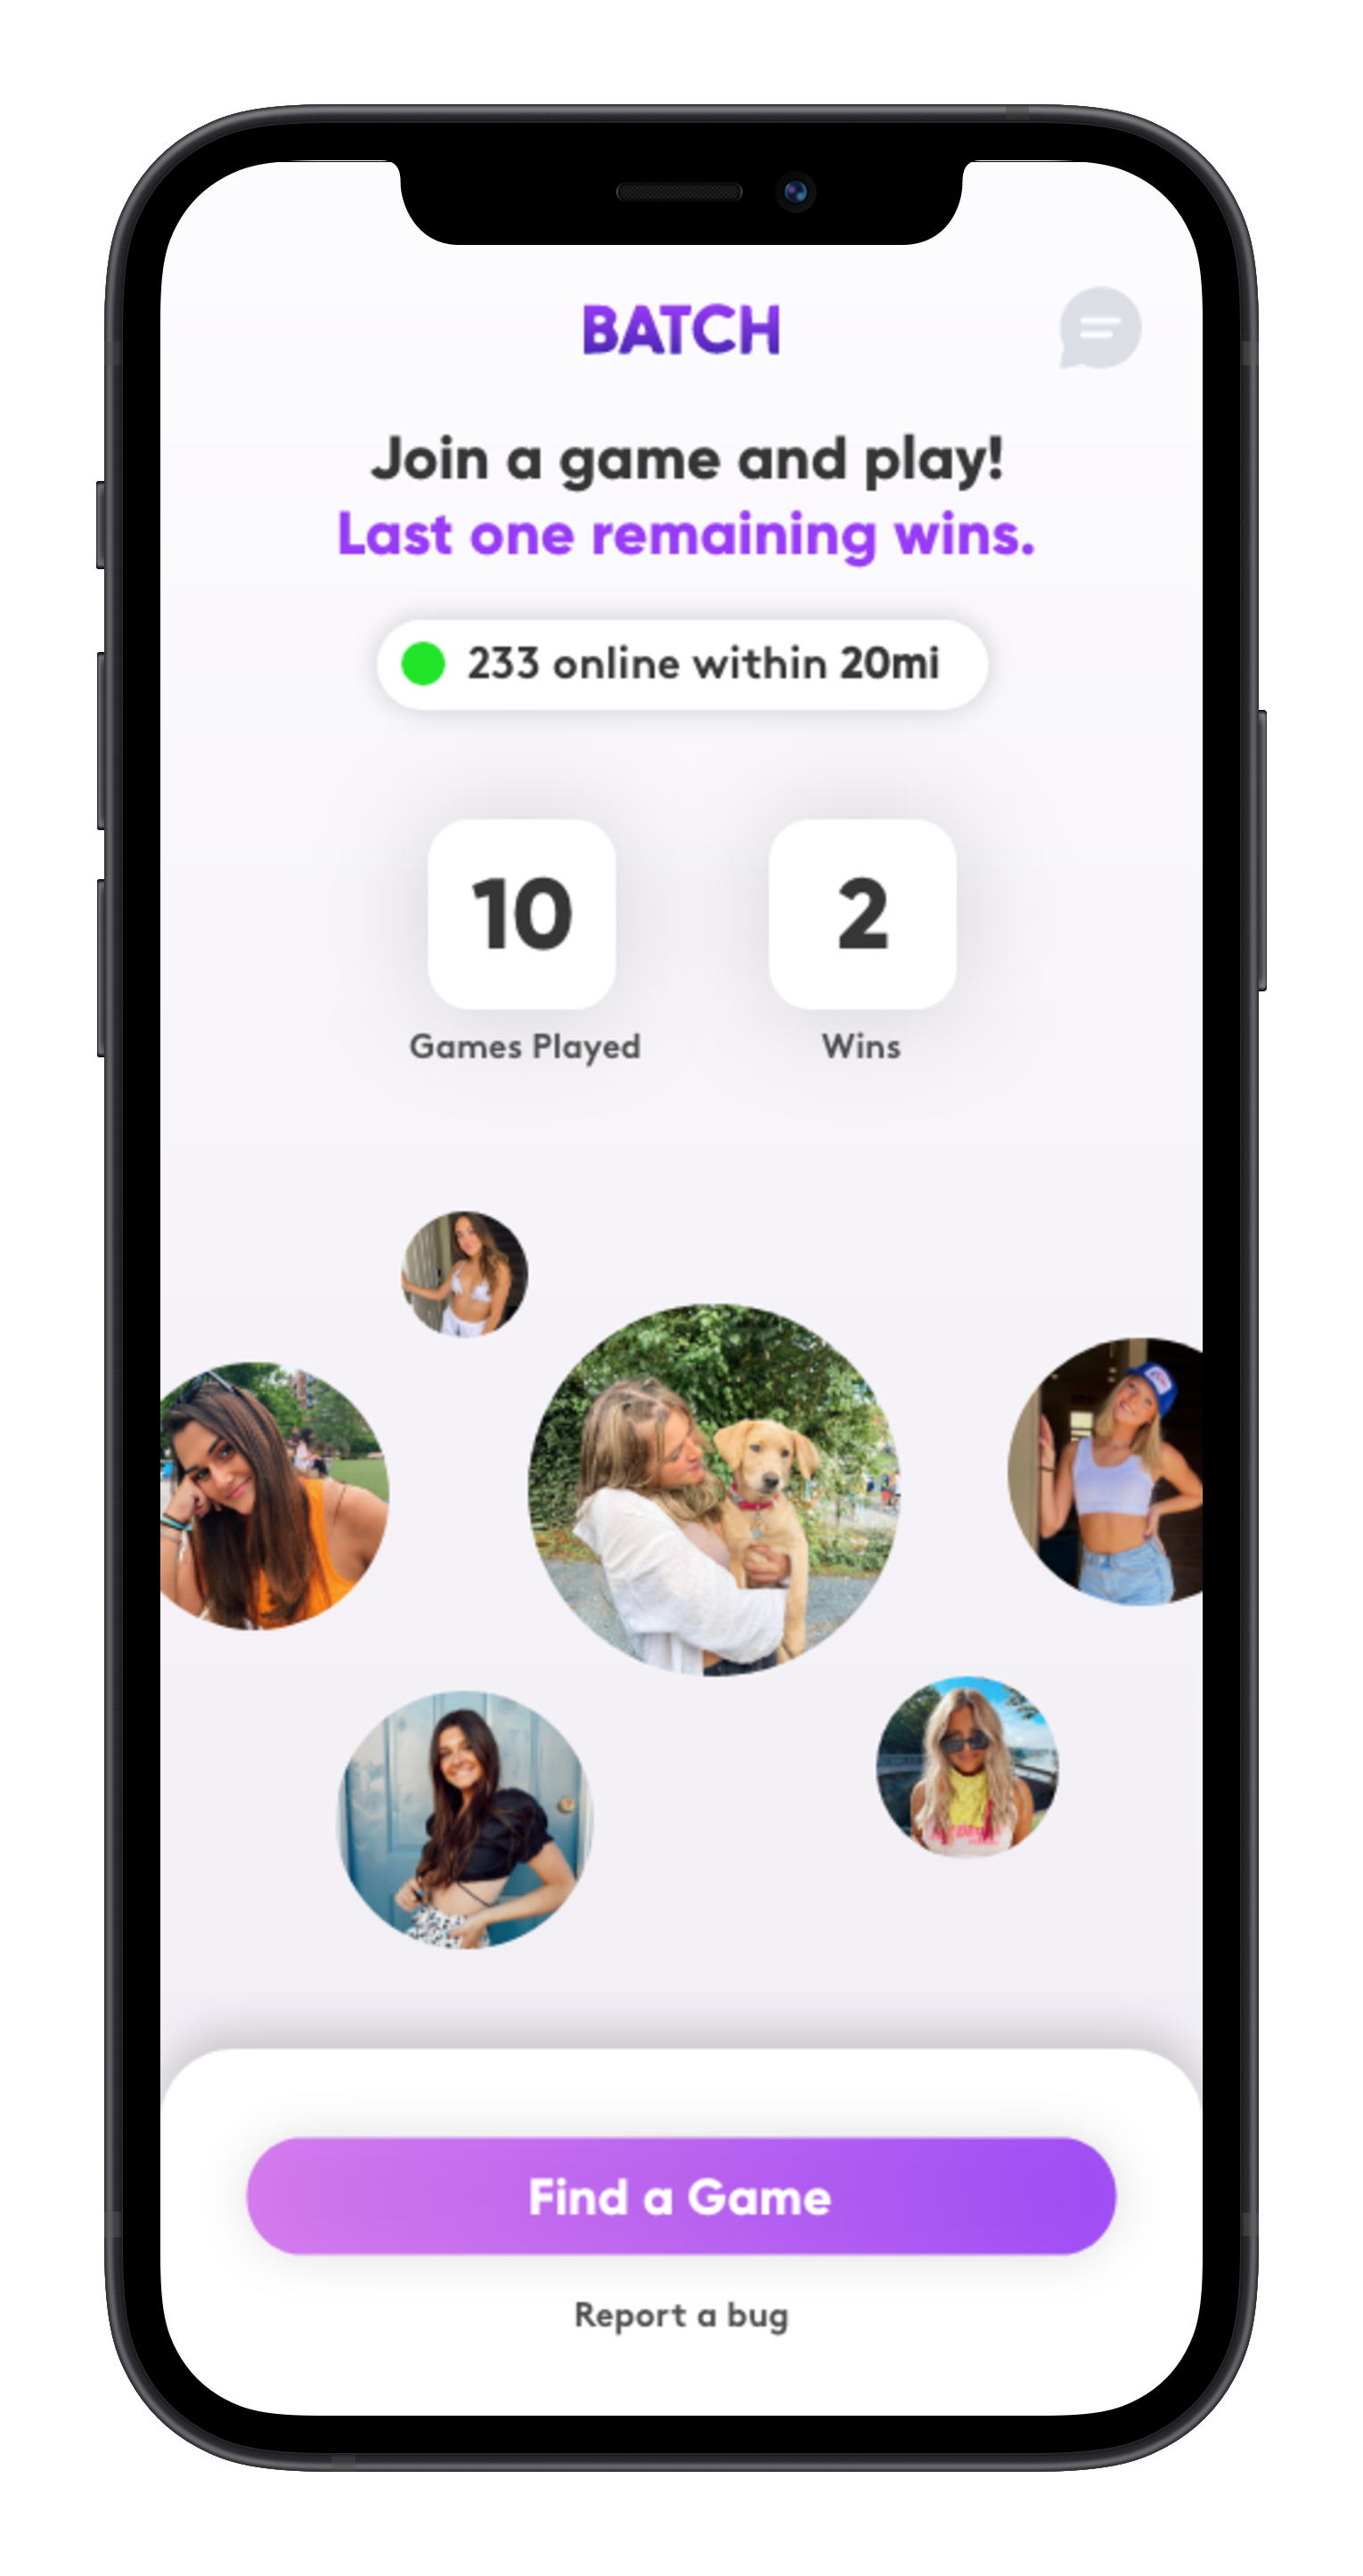 BATCH
Join a game and play!
Last one remaining wins.
233 online within 20mi
10
2
Games Played
Wins
Find a Game
Report a bug